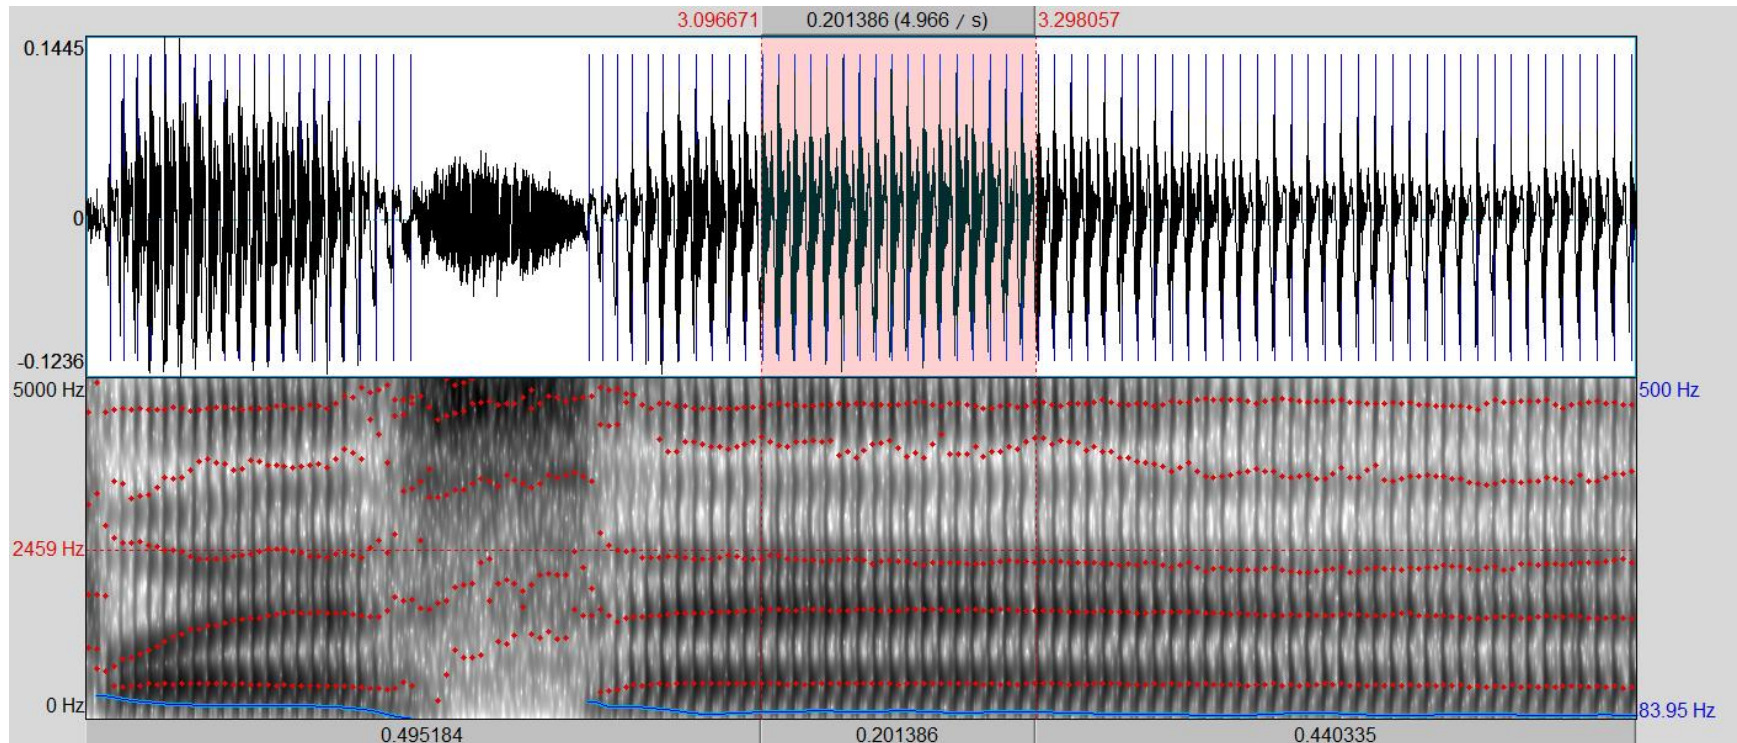 3.096671 0.201386 (4.966 / s) 3.298057
0.1445
0
-0.1236
5000 Hz 500 Hz
2459 Hz
0 Hz 83.95 Hz
0.495184 0.201386 0.440335